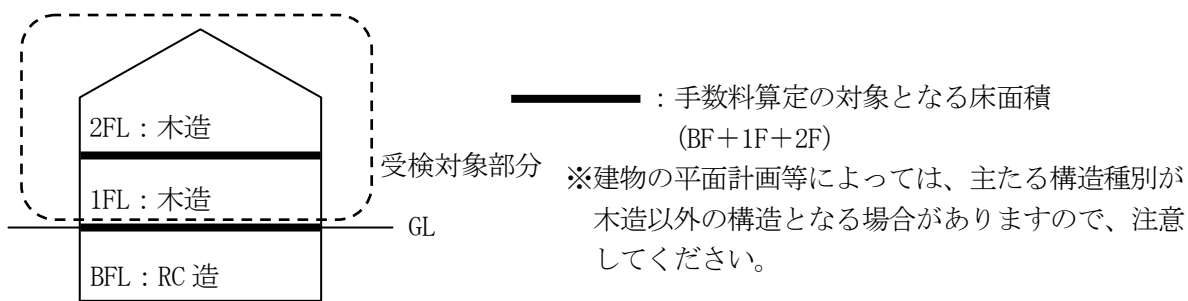 2FL：木造
1FL：木造
BFL：RC 造
受検対象部分
GL
：手数料算定の対象となる床面積
(BF＋1F＋2F)
※建物の平面計画等によっては、主たる構造種別が
木造以外の構造となる場合がありますので、注意
してください。